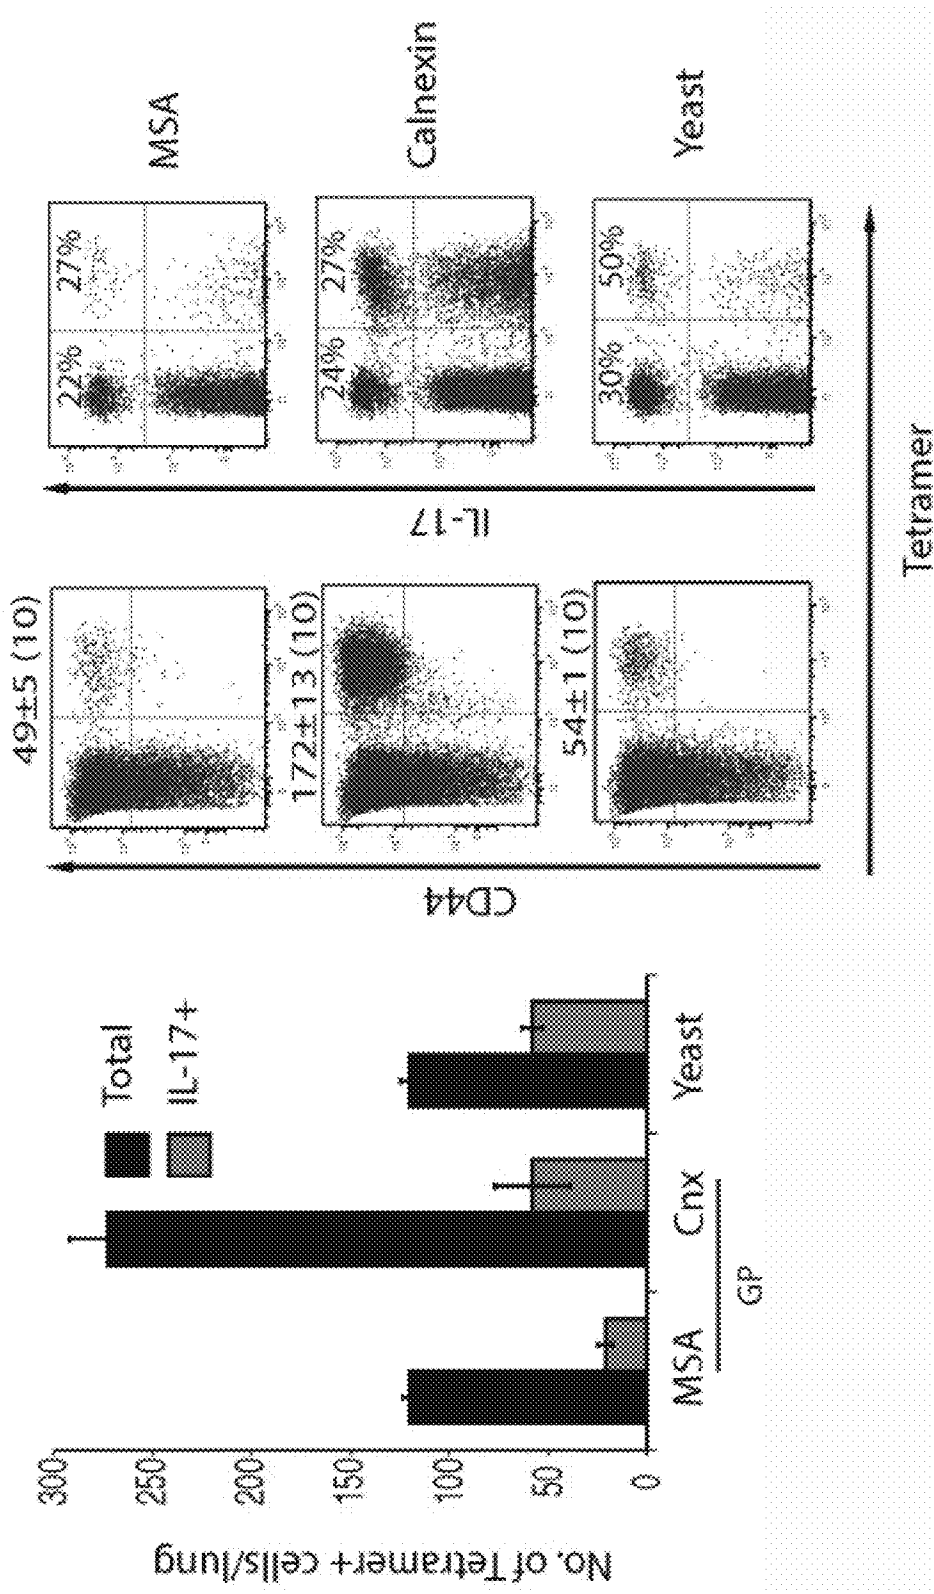 No. of Tetramer+ cells/lung
300
250
200
150
100
50
0
Total
IL-17+
MSA
Cnx
Yeast
GP
CD44
49±5 (10)
172±13 (10)
54±1 (10)
IL-17
22%
27%
24%
27%
30%
50%
MSA
Calnexin
Yeast
Tetramer